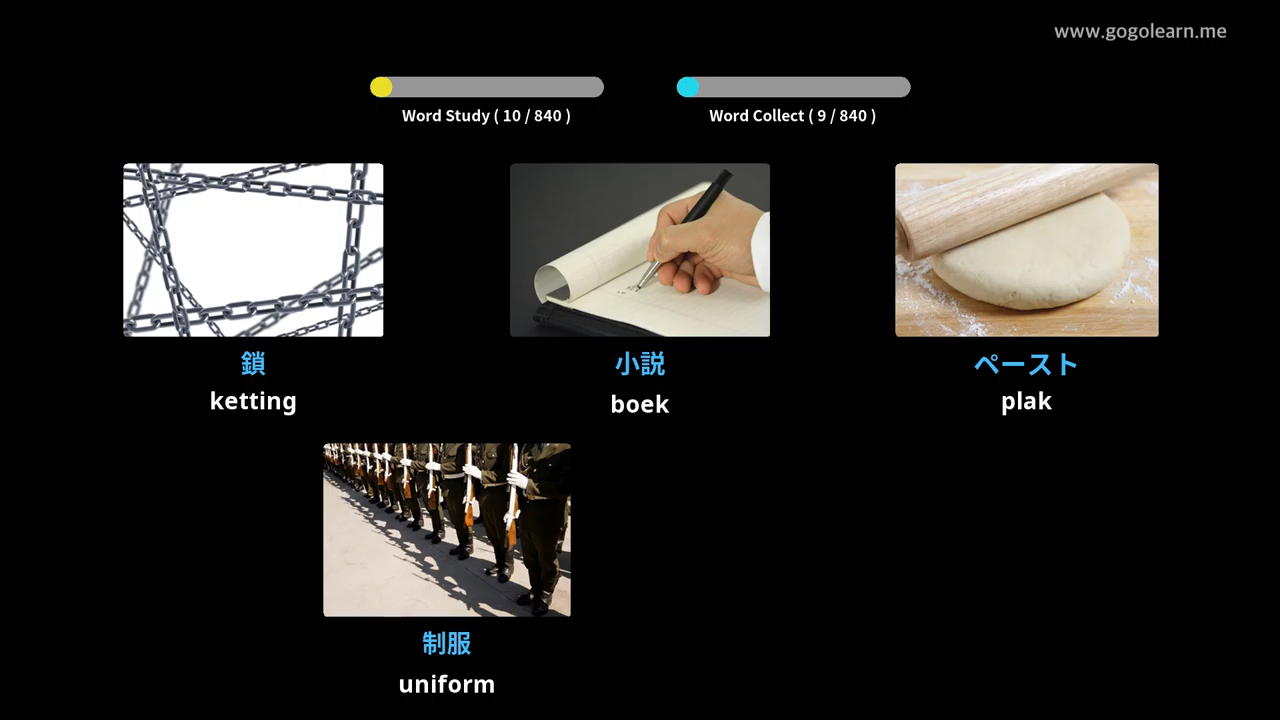 www.gogolearn.me
Word Study ( 10 / 840 )
Word Collect ( 9 / 840 )
鎖
ketting
小説
boek
ペースト
plak
制服
uniform